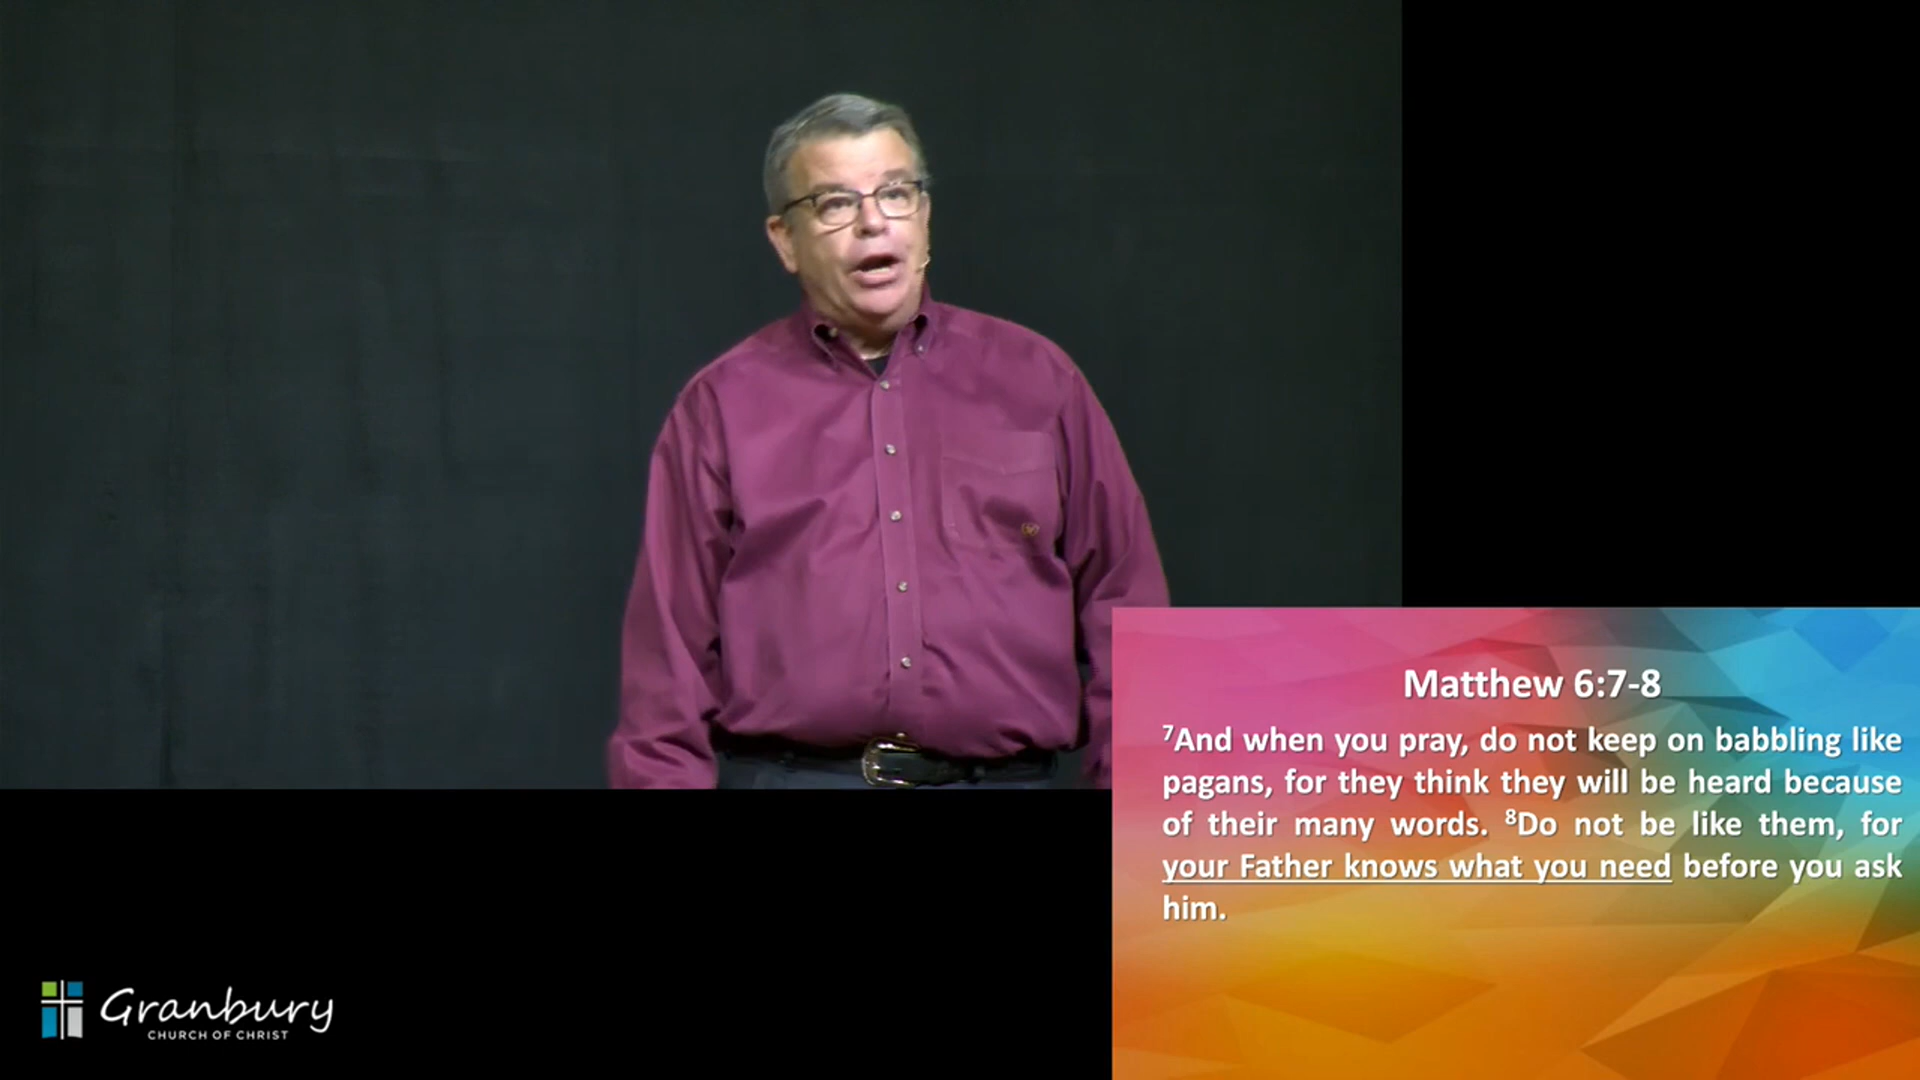 Matthew 6:7-8
⁷And when you pray, do not keep on babbling like
pagans, for they think they will be heard because
of their many words. ⁸Do not be like them, for
your Father knows what you need before you ask
him.
Granbury
CHURCH OF CHRIST